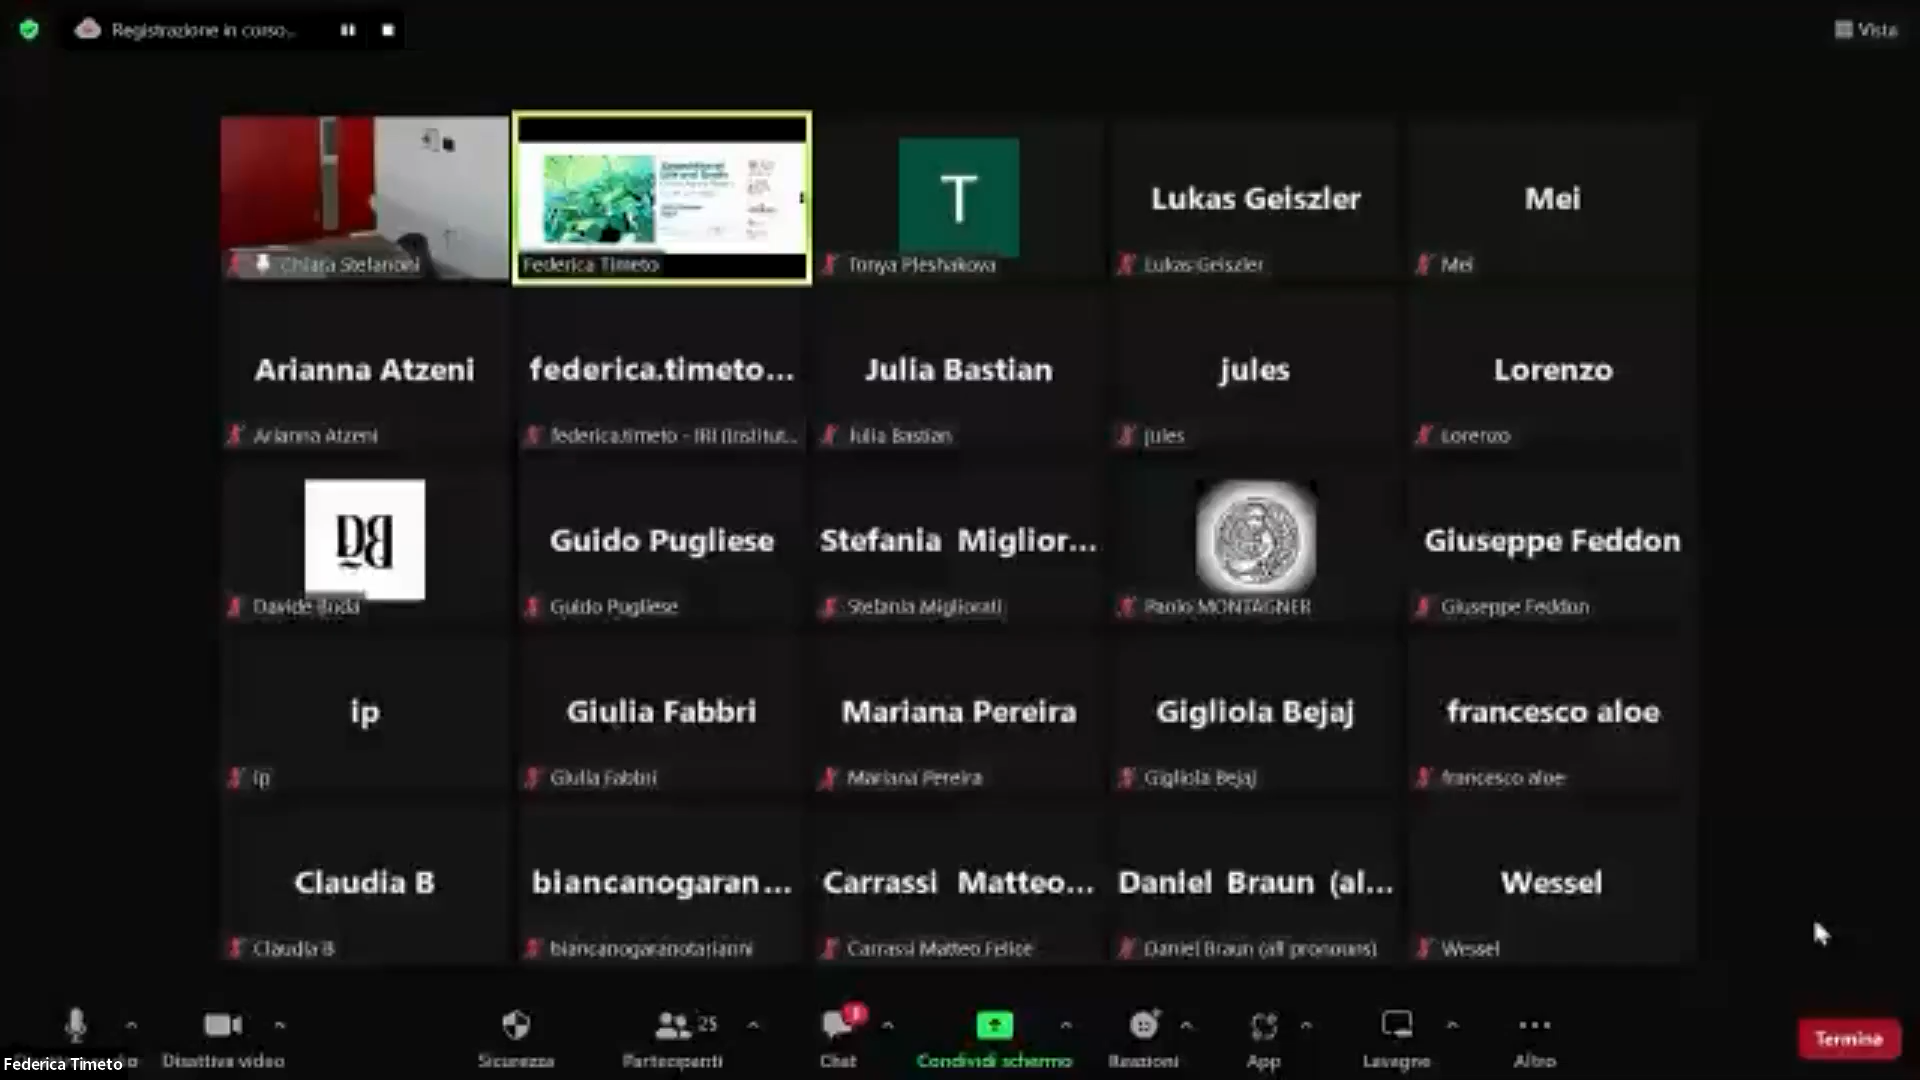 Registrazione in corso...
Vista
Chiara Stefanoni
Federica Timeto
T
Tonya Pleshakova
Lukas Geiszler
Lukas Geiszler
Mei
Mei
Arianna Atzeni
Arianna Atzeni
federica.timeto...
federica.timeto - IRI (Institut...
Julia Bastian
Julia Bastian
jules
jules
Lorenzo
Lorenzo
Davide Buda
Guido Pugliese
Guido Pugliese
Stefania Miglior...
Stefania Migliorati
Paolo MONTAGNER
Giuseppe Feddon
Giuseppe Feddon
ip
ip
Giulia Fabbri
Giulia Fabbri
Mariana Pereira
Mariana Pereira
Gigliola Bejaj
Gigliola Bejaj
francesco aloe
francesco aloe
Claudia B
Claudia B
biancanogaran...
biancanogaranotarianni
Carrassi Matteo...
Carrassi Matteo Felice
Daniel Braun (al...
Daniel Braun (all pronouns)
Wessel
Wessel
25
Disattiva video
Sicurezza
Partecipanti
Chat
Condividi schermo
Reazioni
App
Lavagne
Altro
Termina
Federica Timeto